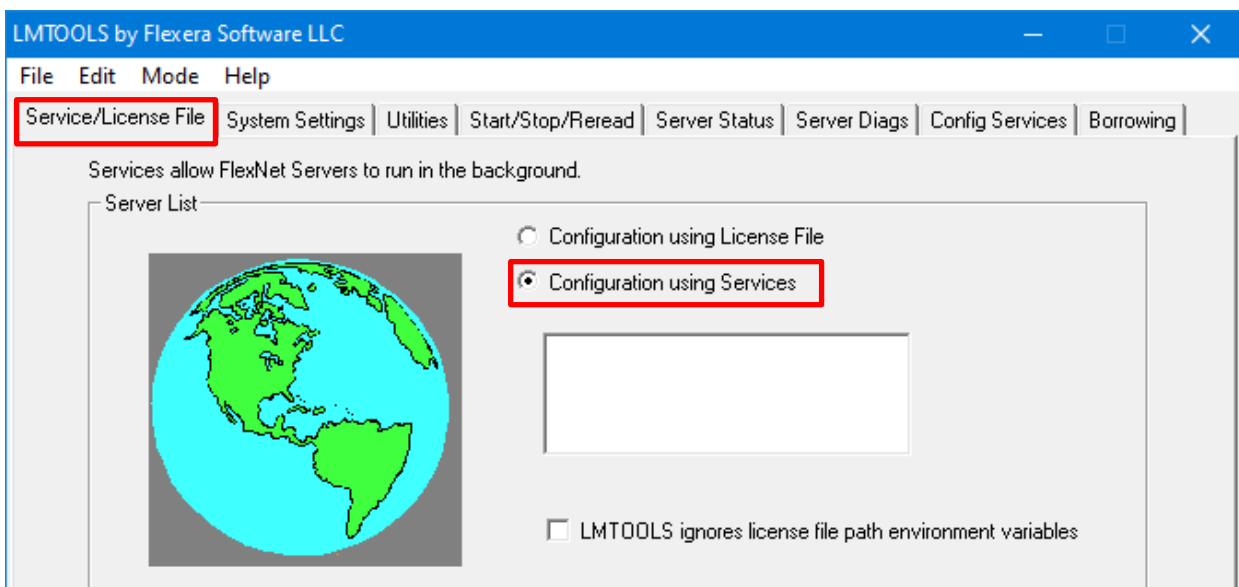 LMTOOLS by Flexera Software LLC
File Edit Mode Help
Service/License File System Settings Utilities Start/Stop/Reread Server Status Server Diags Config Services Borrowing
Services allow FlexNet Servers to run in the background.
Server List
Configuration using License File
Configuration using Services
LMTOOLS ignores license file path environment variables